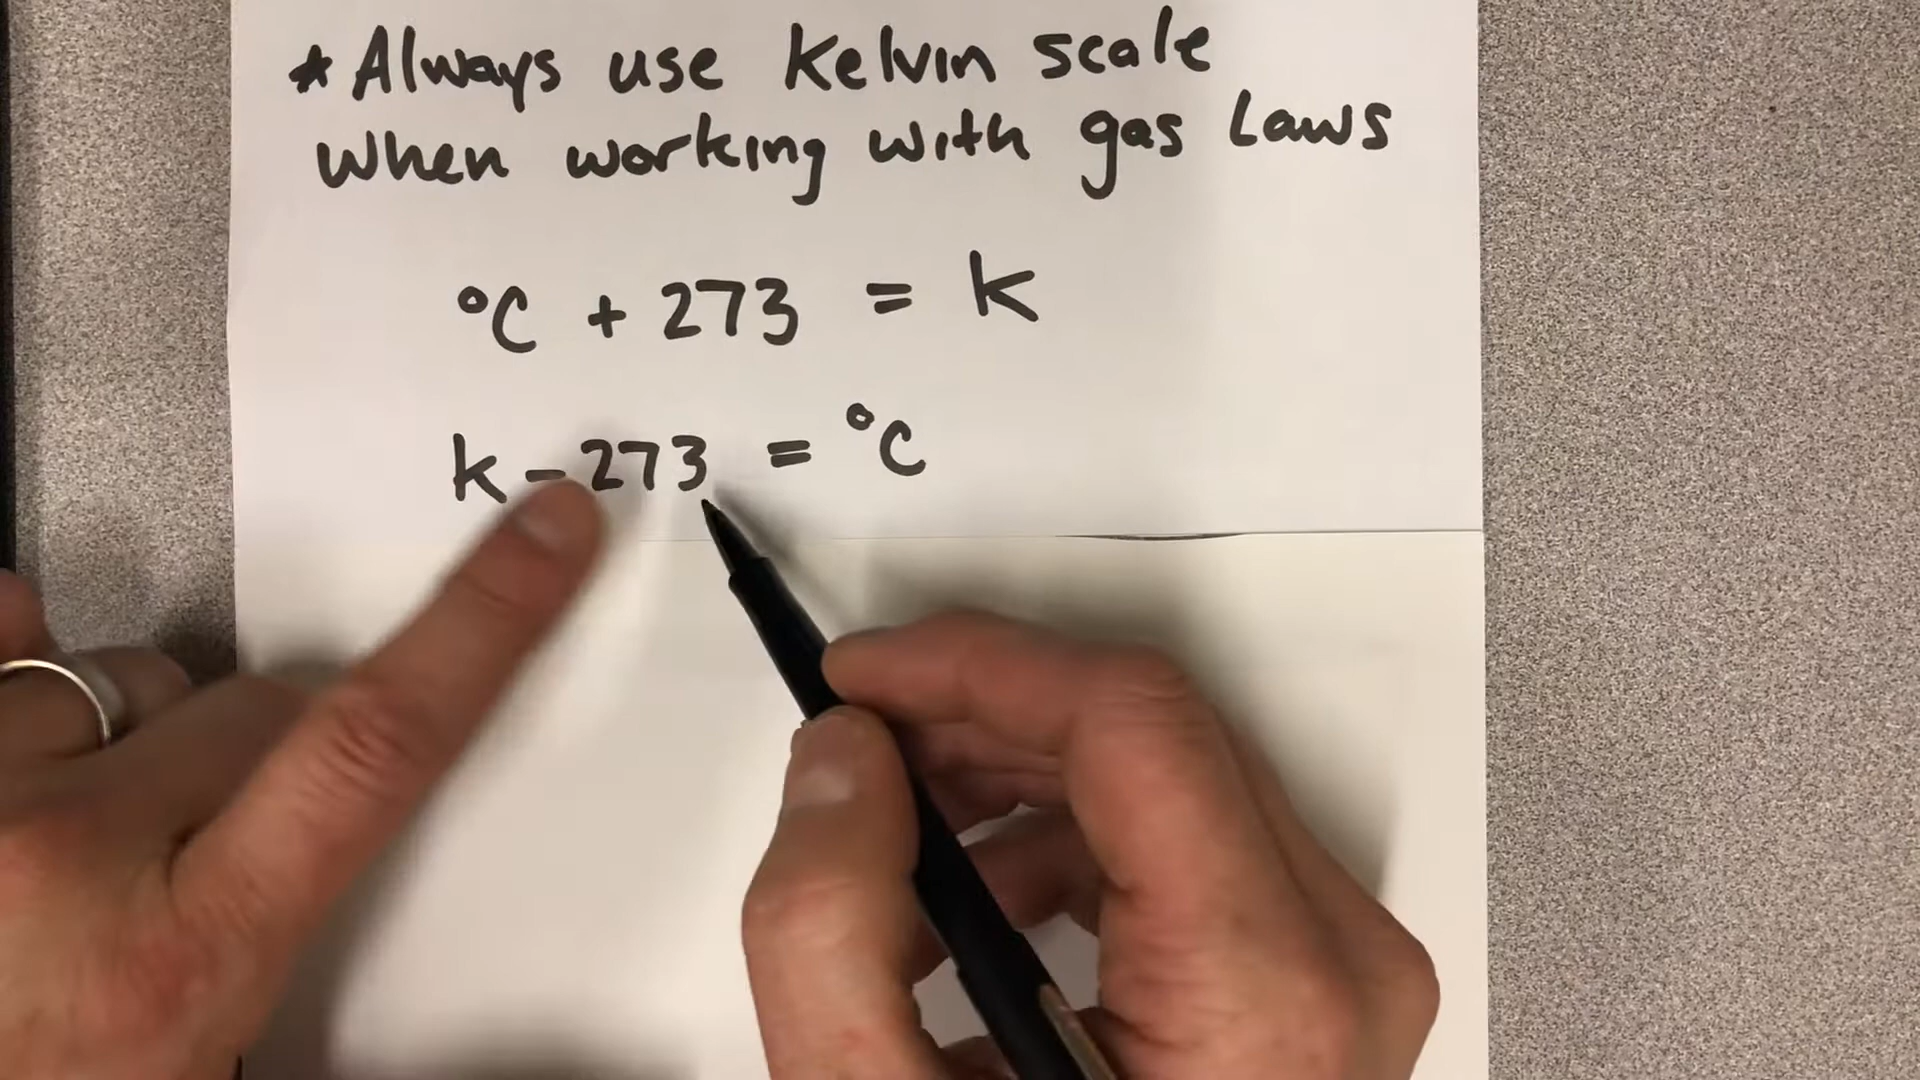 * Always use Kelvin scale
when working with gas Laws
°C + 273 = K
K - 273 = °C